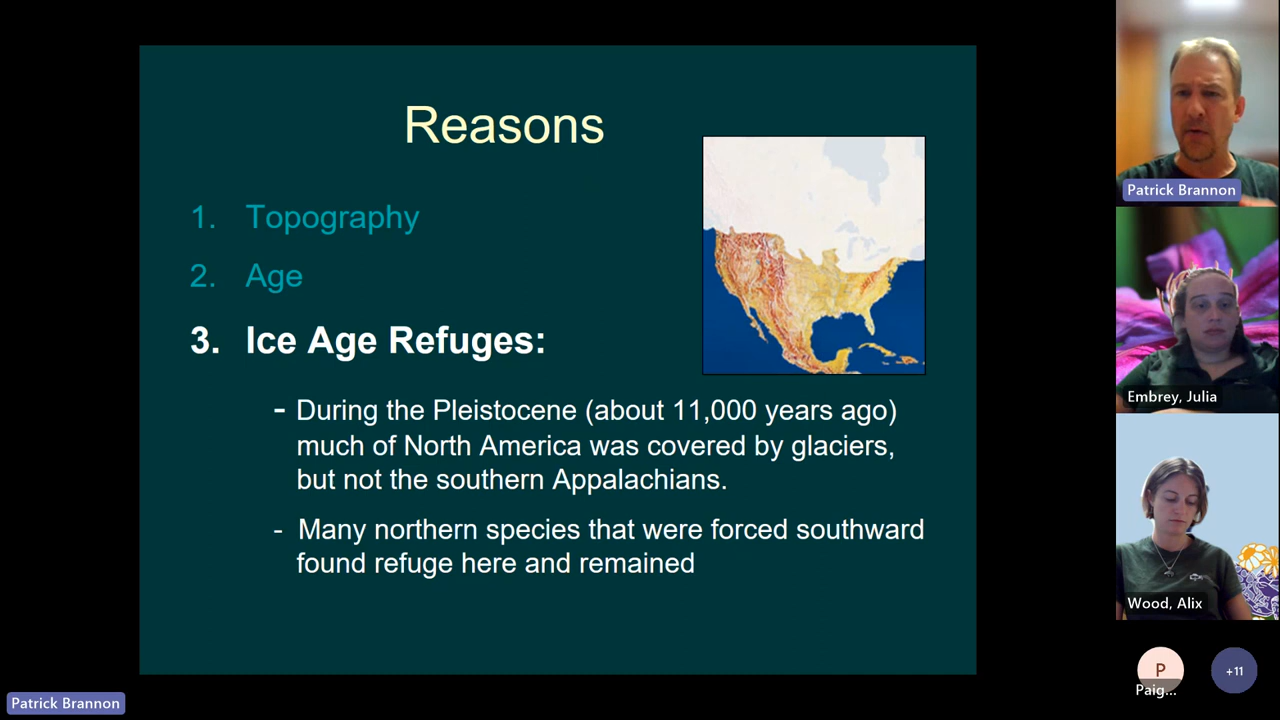 Reasons
1. Topography
2. Age
3. Ice Age Refuges:
- During the Pleistocene (about 11,000 years ago)
much of North America was covered by glaciers,
but not the southern Appalachians.
- Many northern species that were forced southward
found refuge here and remained
Patrick Brannon
Embrey, Julia
Wood, Alix
P
Paig...
+11
Patrick Brannon